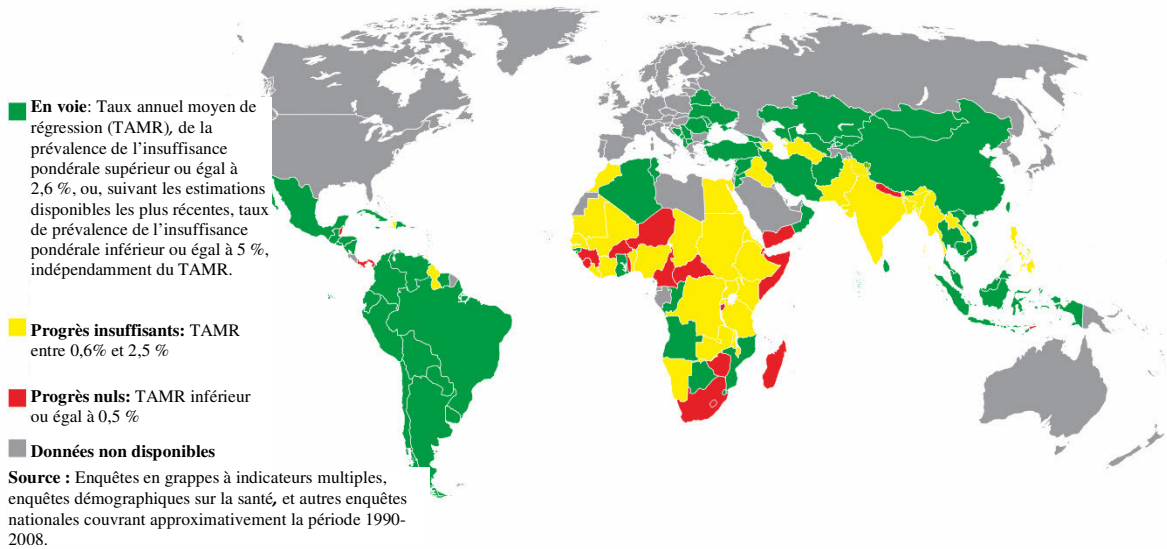 En voie: Taux annuel moyen de
régression (TAMR), de la
prévalence de l'insuffisance
pondérale supérieur ou égal à
2,6 %, ou, suivant les estimations
disponibles les plus récentes, taux
de prévalence de l'insuffisance
pondérale inférieur ou égal à 5 %,
indépendamment du TAMR.
Progrès insuffisants: TAMR
entre 0,6% et 2,5 %
Progrès nuls: TAMR inférieur
ou égal à 0,5 %
Données non disponibles
Source : Enquêtes en grappes à indicateurs multiples,
enquêtes démographiques sur la santé, et autres enquêtes
nationales couvrant approximativement la période 1990-
2008.